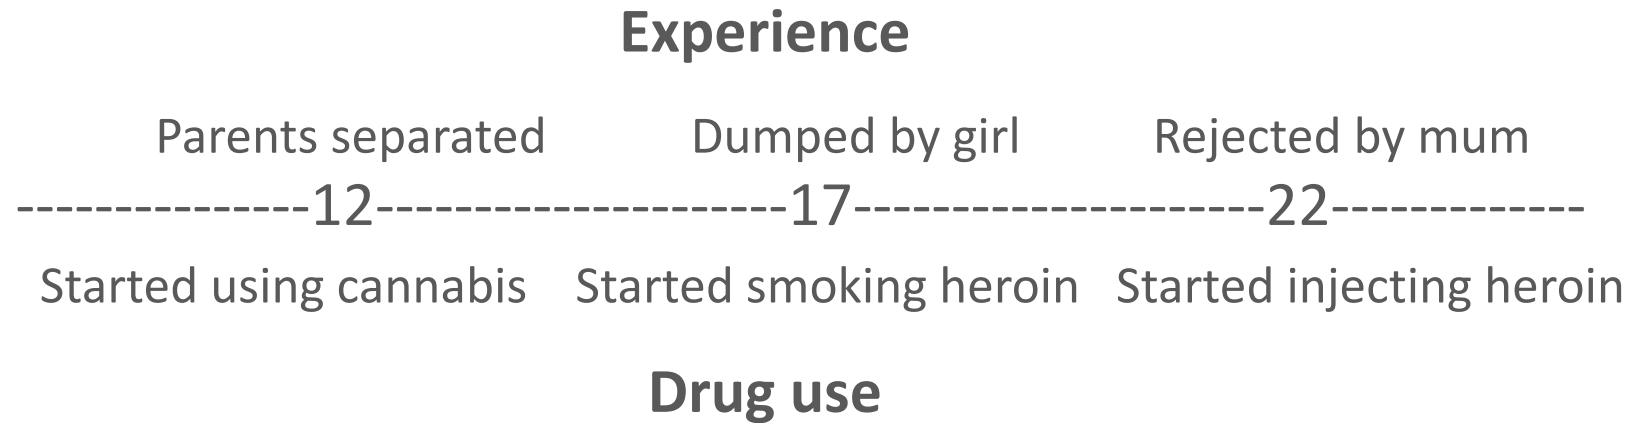 Experience
Parents separated Dumped by girl Rejected by mum
---------------12---------------------17---------------------22-------------
Started using cannabis Started smoking heroin Started injecting heroin
Drug use